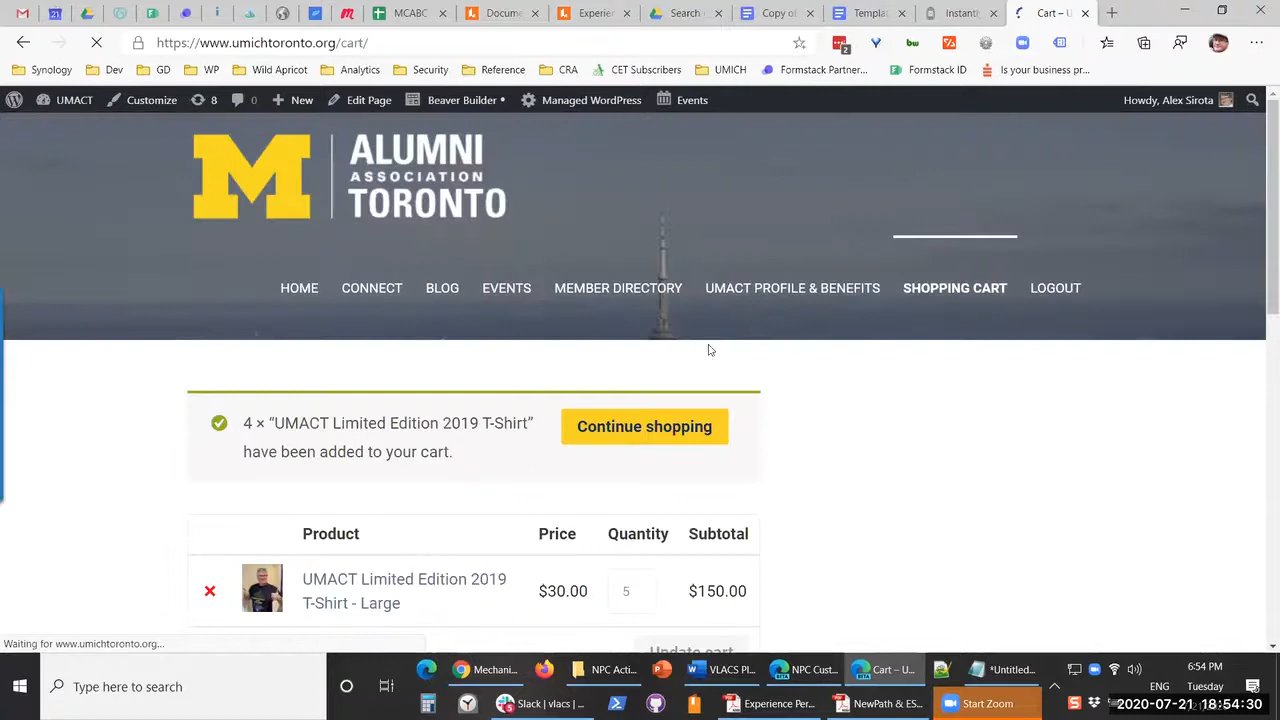 MCABC
Docume
Experie
Search
Copy of
Templa
Instanti
Cart – U
https://www.umichtoronto.org/cart/
2
Synology
Dev
GD
WP
Wild Apricot
Analytics
Security
Reference
CRA
CET Subscribers
UMICH
Formstack Partner...
Formstack ID
Is your business pr...
UMACT
Customize
8
0
New
Edit Page
Beaver Builder
Managed WordPress
Events
Howdy, Alex Sirota
M
ALUMNI
ASSOCIATION
TORONTO
HOME
CONNECT
BLOG
EVENTS
MEMBER DIRECTORY
UMACT PROFILE & BENEFITS
SHOPPING CART
LOGOUT
4 × “UMACT Limited Edition 2019 T-Shirt”
have been added to your cart.
Continue shopping
Product
Price
Quantity
Subtotal
UMACT Limited Edition 2019
T-Shirt - Large
$30.00
5
$150.00
Update cart
Waiting for www.umichtoronto.org...
Type here to search
Mechani...
NPC Acti...
VLACS Pl...
NPC Cust...
Cart – U...
*Untitled...
Slack | vlacs | ...
Experience Per...
NewPath & ES...
Start Zoom
ENG
6:54 PM
Tuesday
2020-07-21 18:54:30